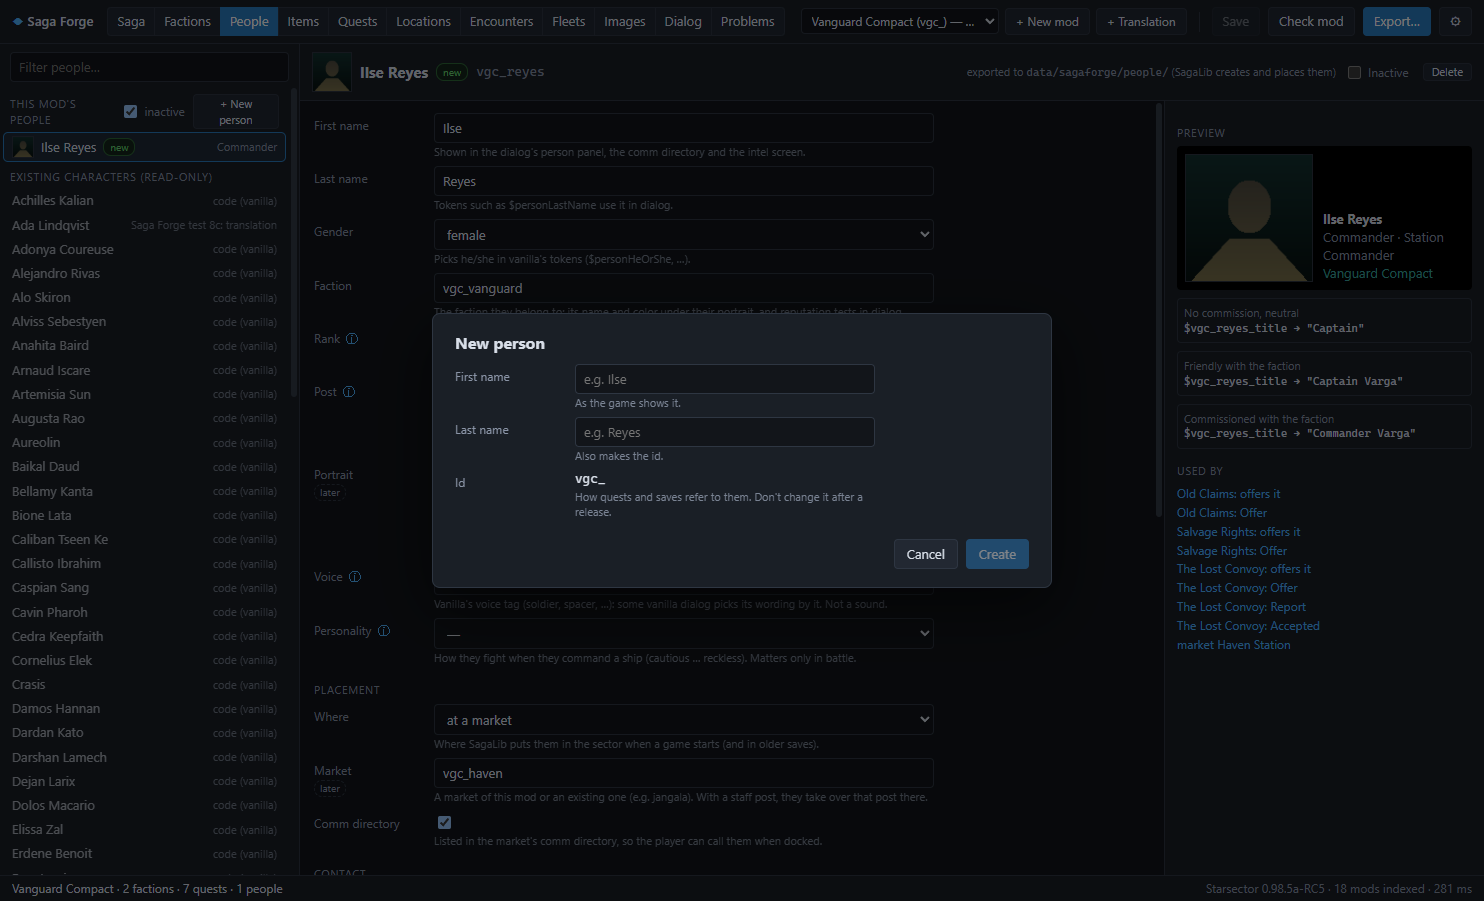 Saga Forge
Saga
Factions
People
Items
Quests
Locations
Encounters
Fleets
Images
Dialog
Problems
Vanguard Compact (vgc_) — ...
+ New mod
+ Translation
Save
Check mod
Export...
Filter people...
THIS MOD'S
PEOPLE
inactive
+ New
person
Ilse Reyes new Commander
EXISTING CHARACTERS (READ-ONLY)
Achilles Kalian code (vanilla)
Ada Lindqvist Saga Forge test 8c: translation
Adonya Coureuse code (vanilla)
Alejandro Rivas code (vanilla)
Alo Skiron code (vanilla)
Alviss Sebestyen code (vanilla)
Anahita Baird code (vanilla)
Arnaud Iscare code (vanilla)
Artemisia Sun code (vanilla)
Augusta Rao code (vanilla)
Aureolin code (vanilla)
Baikal Daud code (vanilla)
Bellamy Kanta code (vanilla)
Bione Lata code (vanilla)
Caliban Tseen Ke code (vanilla)
Callisto Ibrahim code (vanilla)
Caspian Sang code (vanilla)
Cavin Pharoh code (vanilla)
Cedra Keepfaith code (vanilla)
Cornelius Elek code (vanilla)
Crasis code (vanilla)
Damos Hannan code (vanilla)
Dardan Kato code (vanilla)
Darshan Lamech code (vanilla)
Dejan Larix code (vanilla)
Dolos Macario code (vanilla)
Elissa Zal code (vanilla)
Erdene Benoit code (vanilla)
Ilse Reyes new vgc_reyes
exported to data/sagaforge/people/ (SagaLib creates and places them)
Inactive
Delete
First name
Ilse
Shown in the dialog's person panel, the comm directory and the intel screen.
Last name
Reyes
Tokens such as $personLastName use it in dialog.
Gender
female
Picks he/she in vanilla's tokens ($personHeOrShe, ...).
Faction
vgc_vanguard
The faction they belong to: its name and color under their portrait, and reputation tests in dialog.
Rank
Post
Portrait
later
Voice
Vanilla's voice tag (soldier, spacer, ...): some vanilla dialog picks its wording by it. Not a sound.
Personality
—
How they fight when they command a ship (cautious ... reckless). Matters only in battle.
PLACEMENT
Where
at a market
Where SagaLib puts them in the sector when a game starts (and in older saves).
Market
later
vgc_haven
A market of this mod or an existing one (e.g. jangala). With a staff post, they take over that post there.
Comm directory
Listed in the market's comm directory, so the player can call them when docked.
CONTACT
New person
First name
e.g. Ilse
As the game shows it.
Last name
e.g. Reyes
Also makes the id.
Id
vgc_
How quests and saves refer to them. Don't change it after a
release.
Cancel
Create
PREVIEW
Ilse Reyes
Commander · Station
Commander
Vanguard Compact
No commission, neutral
$vgc_reyes_title → "Captain"
Friendly with the faction
$vgc_reyes_title → "Captain Varga"
Commissioned with the faction
$vgc_reyes_title → "Commander Varga"
USED BY
Old Claims: offers it
Old Claims: Offer
Salvage Rights: offers it
Salvage Rights: Offer
The Lost Convoy: offers it
The Lost Convoy: Offer
The Lost Convoy: Report
The Lost Convoy: Accepted
market Haven Station
Vanguard Compact · 2 factions · 7 quests · 1 people
Starsector 0.98.5a-RC5 · 18 mods indexed · 281 ms